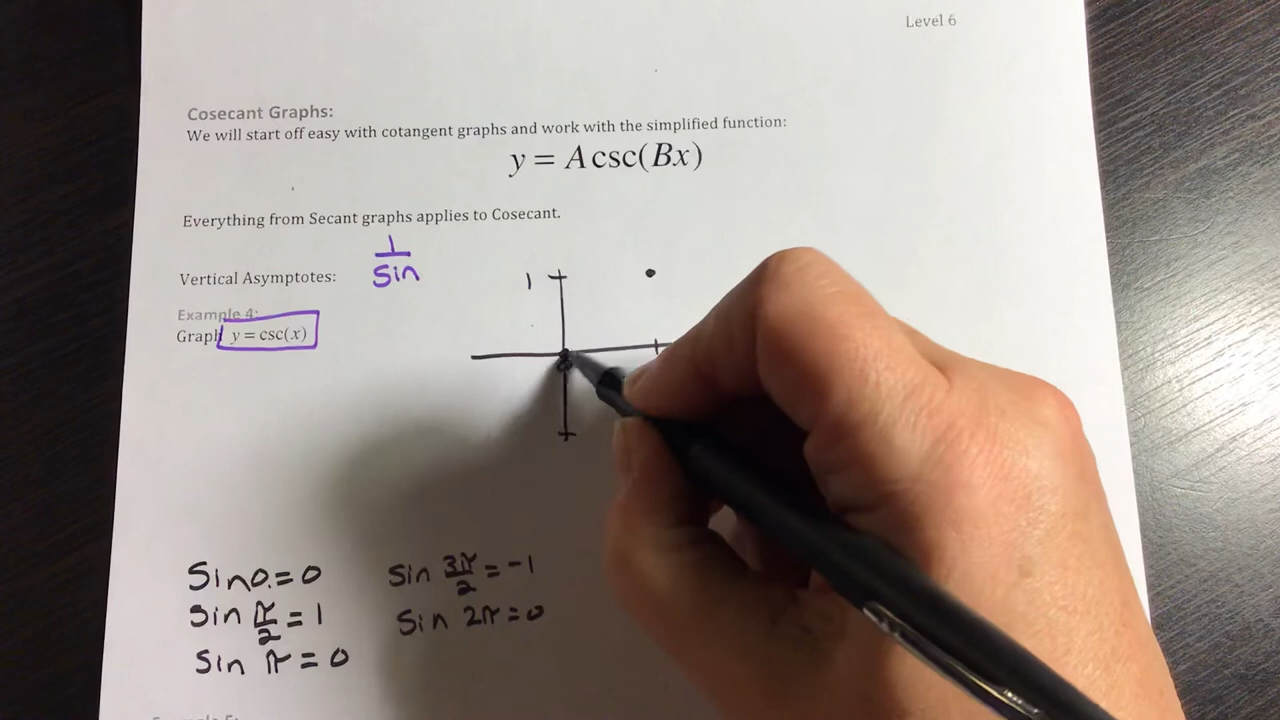 Level 6
Cosecant Graphs:
We will start off easy with cotangent graphs and work with the simplified function:
y = A csc(Bx)
Everything from Secant graphs applies to Cosecant.
Vertical Asymptotes: 1/sin
Example 4:
Graph y = csc(x)
1
Sin 0 = 0
Sin π/2 = 1
Sin π = 0
Sin 3π/2 = -1
Sin 2π = 0